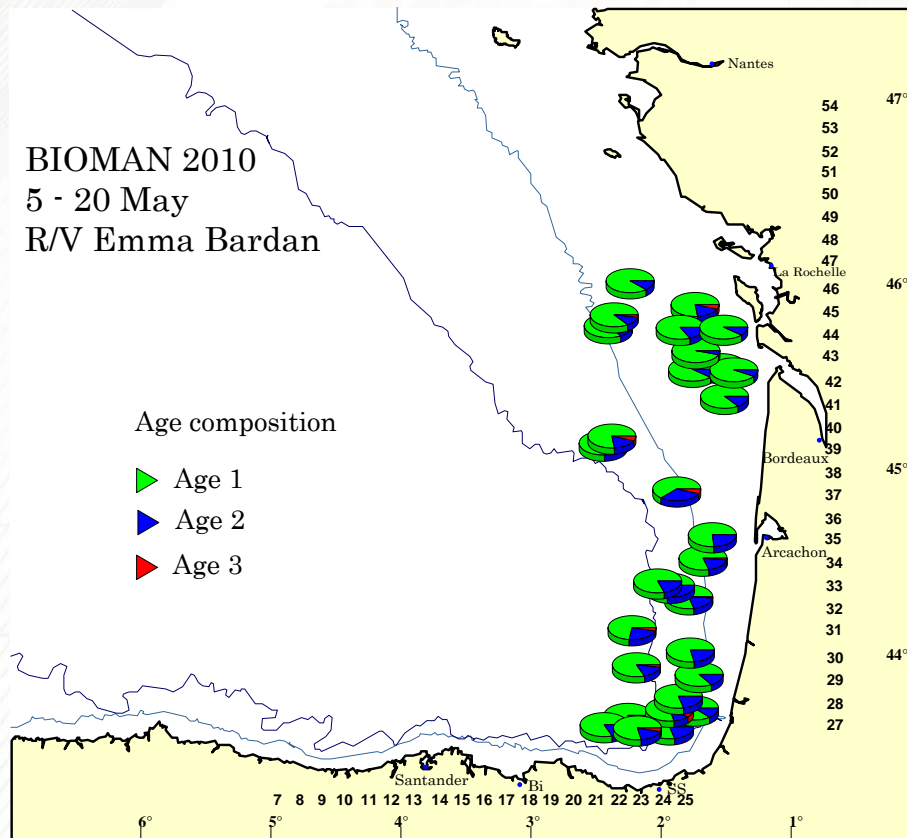 Nantes
47°
54
53
BIOMAN 2010
5 - 20 May
R/V Emma Bardan
52
51
50
49
48
47
La Rochelle
46°
46
45
44
43
42
41
Age composition
40
39
Bordeaux
45°
38
Age 1
37
Age 2
36
35
Arcachon
Age 3
34
33
32
31
30
44°
29
28
27
Santander
Bi
SS
7 8 9 10 11 12 13 14 15 16 17 18 19 20 21 22 23 24 25
6° 5° 4° 3° 2° 1°